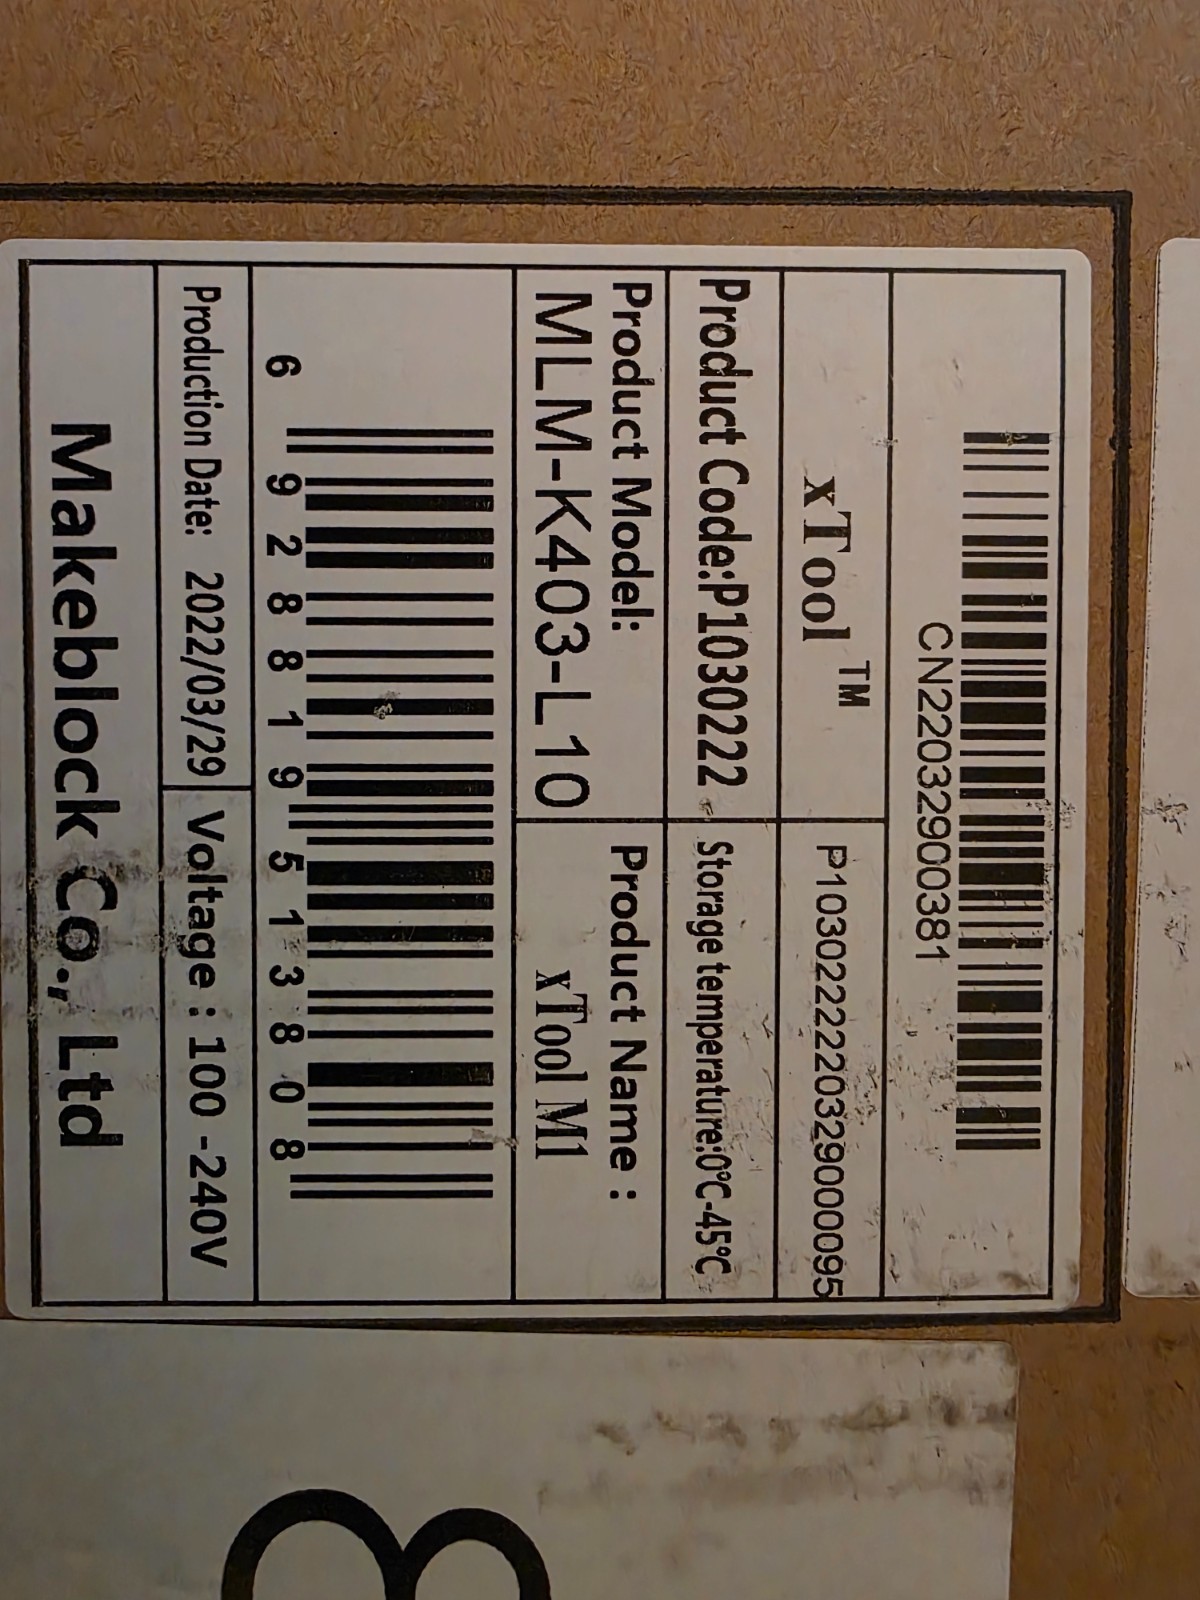 CN22032900381
xTool™
P1030222220329000095
Product Code:P1030222
Storage temperature:0℃-45℃
Product Model:
MLM-K403-L10
Product Name :
xTool M1
6 928819 513808
Production Date: 2022/03/29
Voltage : 100 -240V
Makeblock Co., Ltd